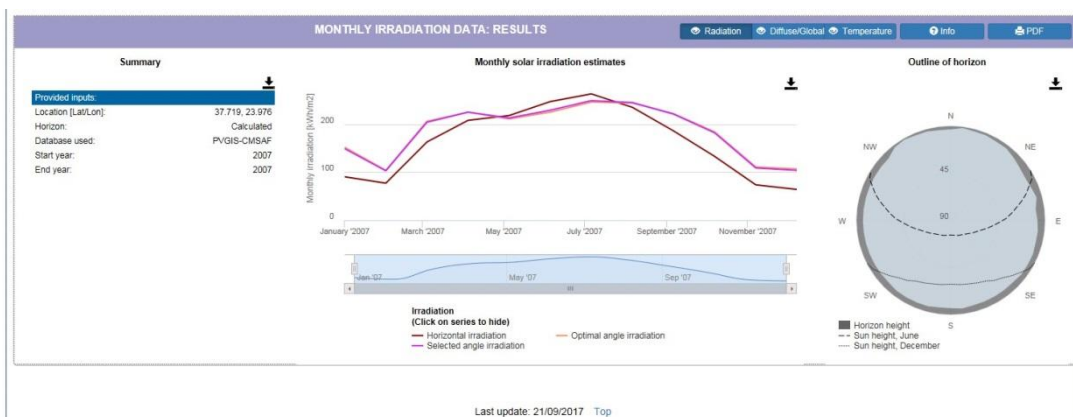 MONTHLY IRRADIATION DATA: RESULTS
Radiation
Diffuse/Global
Temperature
Info
PDF
Summary
Provided inputs:
Location [Lat/Lon]: 37.719, 23.976
Horizon: Calculated
Database used: PVGIS-CMSAF
Start year: 2007
End year: 2007
Monthly solar irradiation estimates
Monthly irradiation [kWh/m2]
200
100
0
January '2007
March '2007
May '2007
July '2007
September '2007
November '2007
Jan '07
May '07
Sep '07
Irradiation
(Click on series to hide)
Horizontal irradiation
Optimal angle irradiation
Selected angle irradiation
Outline of horizon
N
NW
NE
45
90
W
E
SW
SE
S
Horizon height
Sun height, June
Sun height, December
Last update: 21/09/2017 Top